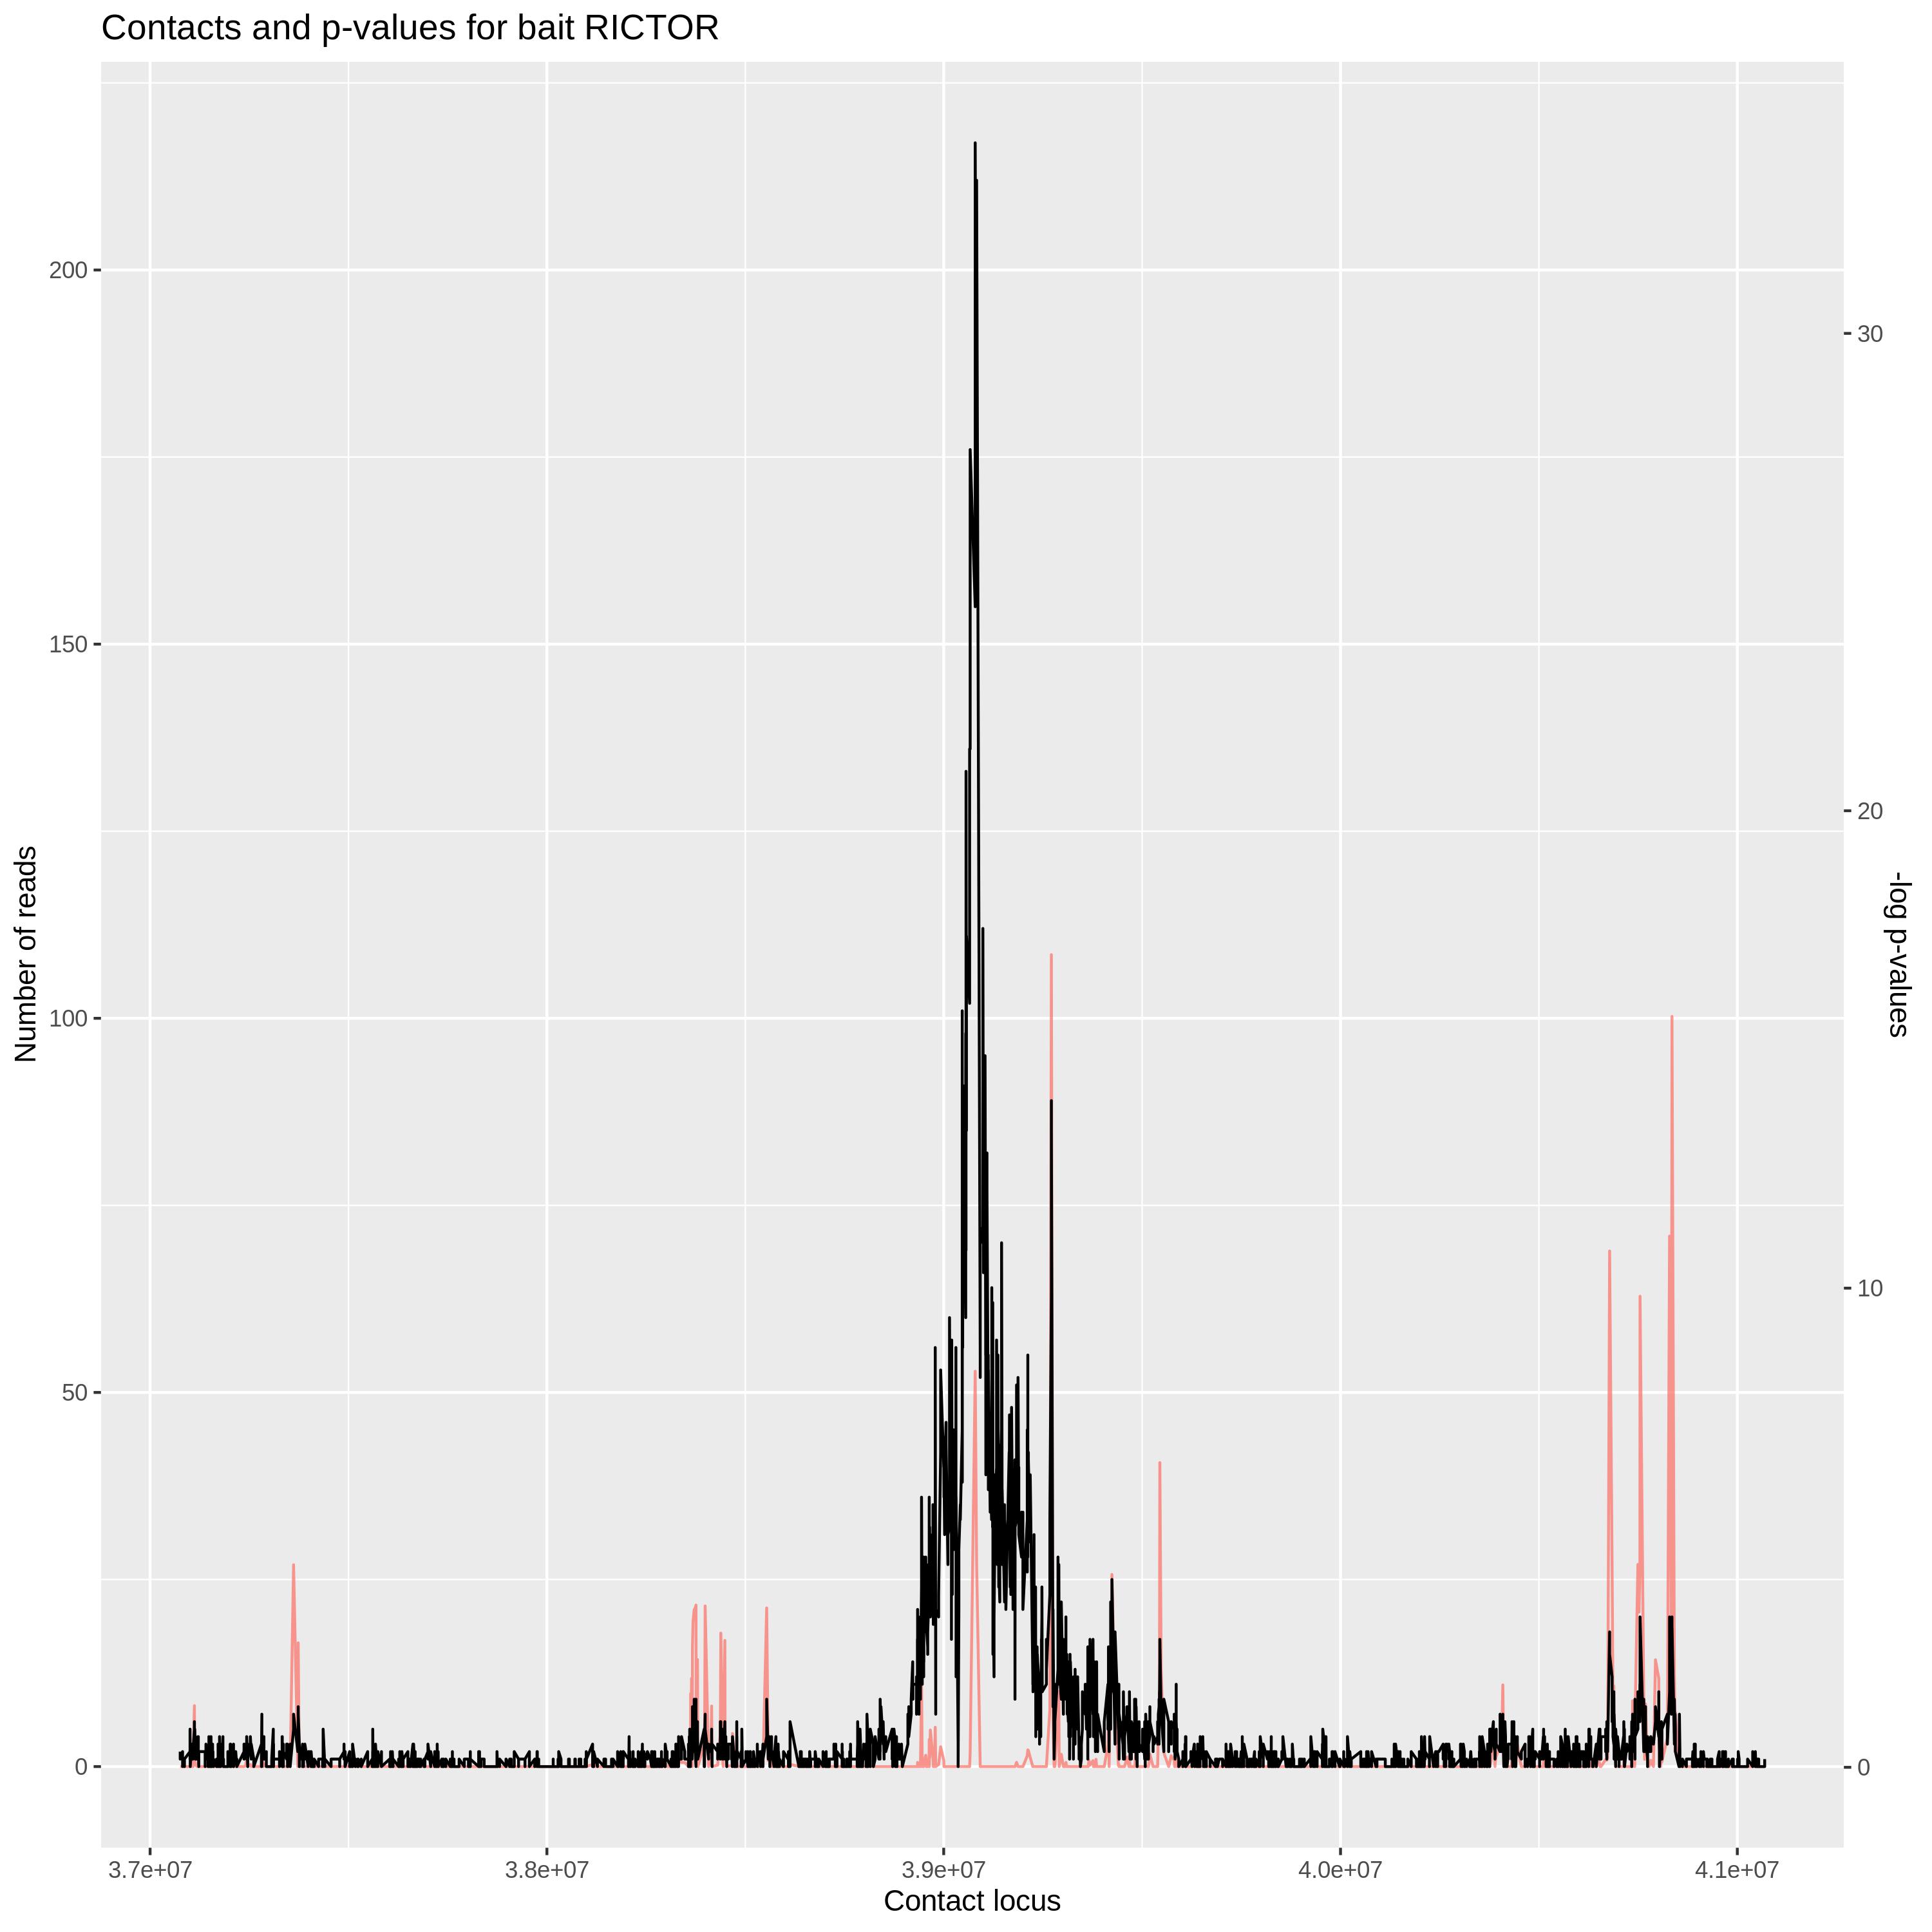 Contacts and p-values for bait RICTOR
200
150
100
50
0
Number of reads
30
20
10
0
-log p-values
3.7e+07
3.8e+07
3.9e+07
4.0e+07
4.1e+07
Contact locus